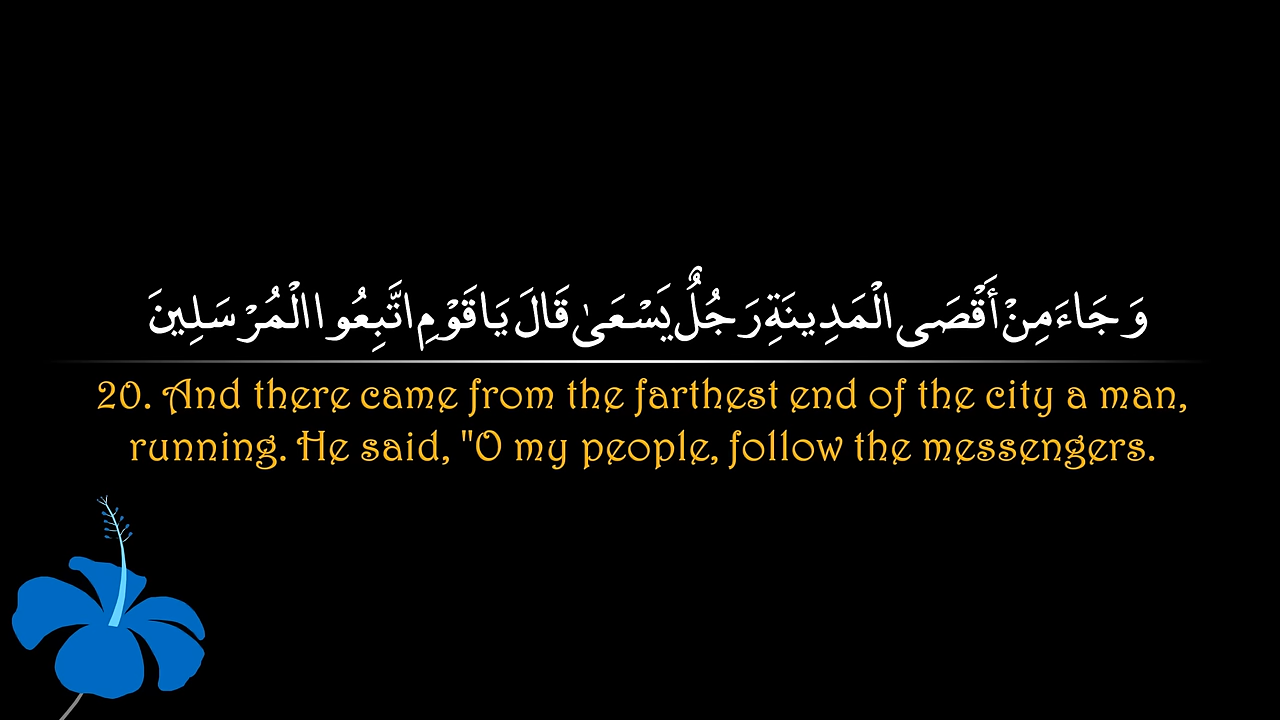 وَجَاءَ مِنْ أَقْصَى الْمَدِينَةِ رَجُلٌ يَسْعَىٰ قَالَ يَا قَوْمِ اتَّبِعُوا الْمُرْسَلِينَ
20. And there came from the farthest end of the city a man,
running. He said, "O my people, follow the messengers.